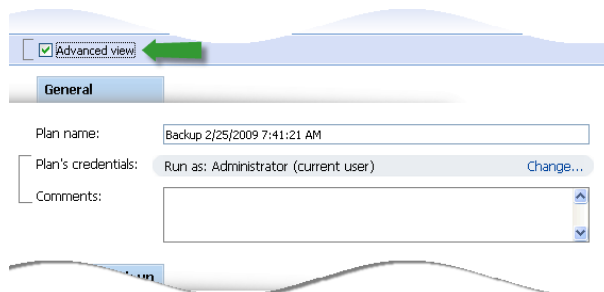 Advanced view
General
Plan name: Backup 2/25/2009 7:41:21 AM
Plan's credentials: Run as: Administrator (current user) Change...
Comments: